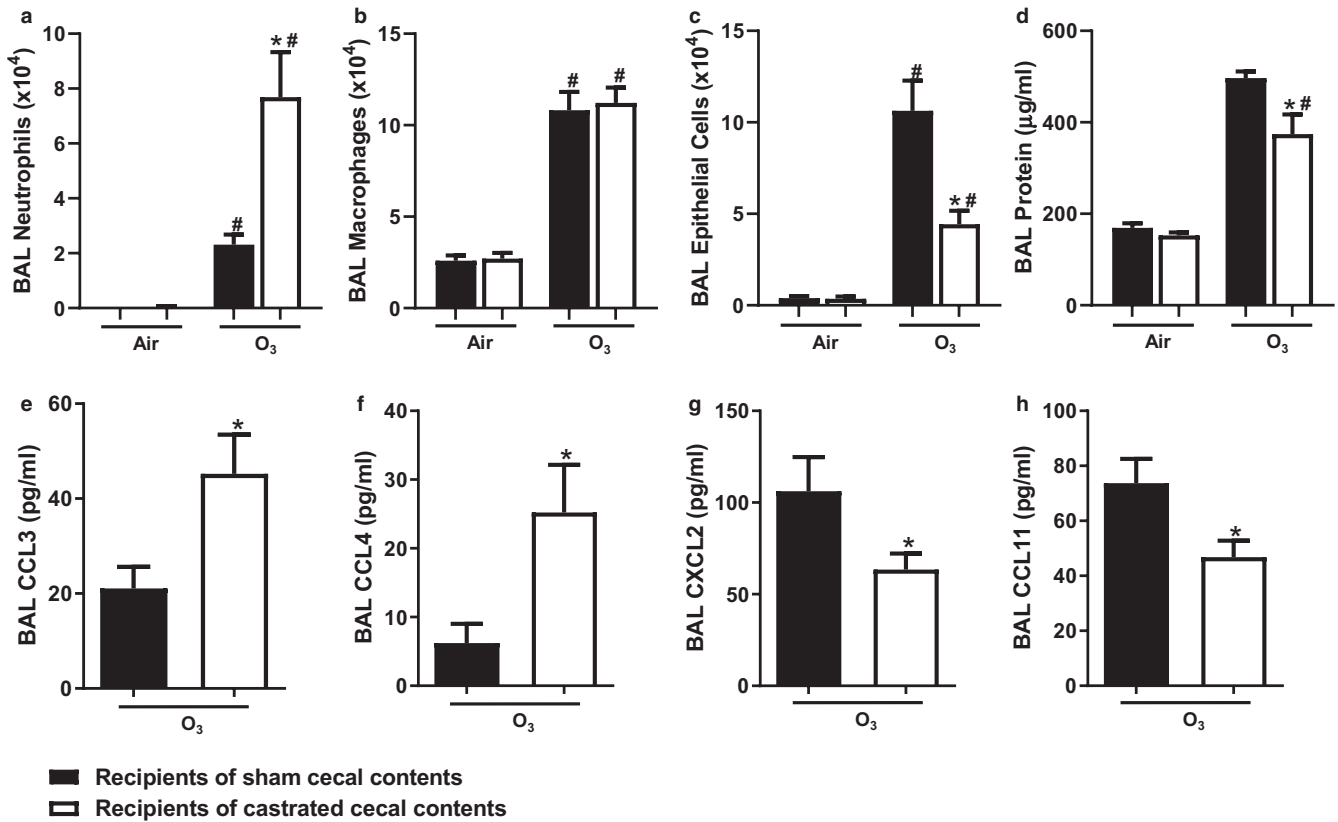 a
BAL Neutrophils (x10⁴)
10
8
6
4
2
0
#
*#
Air
O₃
b
BAL Macrophages (x10⁴)
15
10
5
0
#
#
Air
O₃
c
BAL Epithelial Cells (x10⁴)
15
10
5
0
#
*#
Air
O₃
d
BAL Protein (µg/ml)
600
400
200
0
*#
Air
O₃
e
BAL CCL3 (pg/ml)
60
40
20
0
*
O₃
f
BAL CCL4 (pg/ml)
40
30
20
10
0
*
O₃
g
BAL CXCL2 (pg/ml)
150
100
50
0
*
O₃
h
BAL CCL11 (pg/ml)
100
80
60
40
20
0
*
O₃
Recipients of sham cecal contents
Recipients of castrated cecal contents